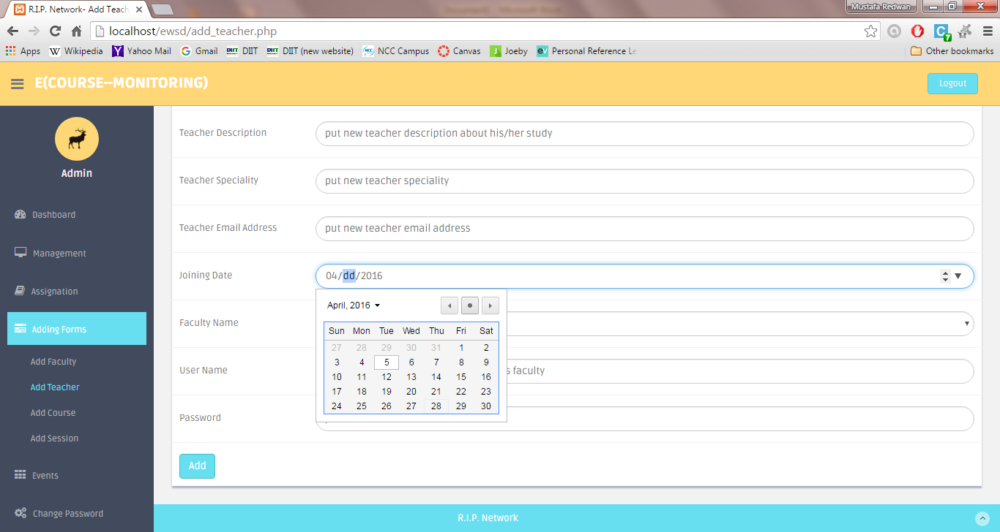 R.I.P. Network- Add Teach
Mustafa Redwan
localhost/ewsd/add_teacher.php
Apps Wikipedia Yahoo Mail Gmail DIIT DIIT (new website) NCC Campus Canvas Joeby Personal Reference Le Other bookmarks
E(COURSE--MONITORING)
Logout
Admin
Dashboard
Management
Assignation
Adding Forms
Add Faculty
Add Teacher
Add Course
Add Session
Events
Change Password
Teacher Description put new teacher description about his/her study
Teacher Speciality put new teacher speciality
Teacher Email Address put new teacher email address
Joining Date 04/dd/2016
April, 2016
Sun Mon Tue Wed Thu Fri Sat
27 28 29 30 31 1 2
3 4 5 6 7 8 9
10 11 12 13 14 15 16
17 18 19 20 21 22 23
24 25 26 27 28 29 30
Faculty Name
User Name s faculty
Password
Add
R.I.P. Network